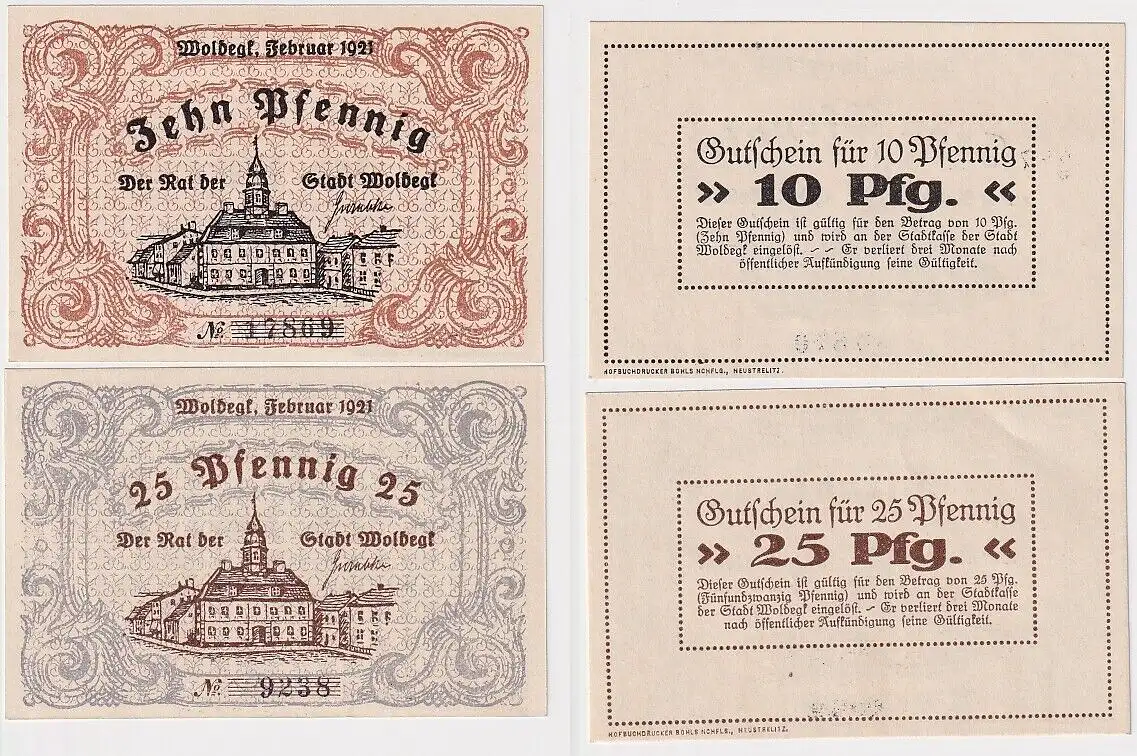 Woldegk, Februar 1921
Zehn Pfennig
Der Rat der Stadt Woldegk
No. 17869
Gutschein für 10 Pfennig
» 10 Pfg. «
Dieser Gutschein ist gültig für den Betrag von 10 Pfg.
(Zehn Pfennig) und wird an der Stadtkasse der Stadt
Woldegk eingelöst. – – Er verliert drei Monate nach
öffentlicher Aufkündigung seine Gültigkeit.
HOFBUCHDRUCKER BOHLS NCHFLG., NEUSTRELITZ.
Woldegk, Februar 1921
25 Pfennig 25
Der Rat der Stadt Woldegk
No. 9238
Gutschein für 25 Pfennig
» 25 Pfg. «
Dieser Gutschein ist gültig für den Betrag von 25 Pfg.
(Fünfundzwanzig Pfennig) und wird an der Stadtkasse
der Stadt Woldegk eingelöst. – Er verliert drei Monate
nach öffentlicher Aufkündigung seine Gültigkeit.
HOFBUCHDRUCKER BOHLS NCHFLG., NEUSTRELITZ.